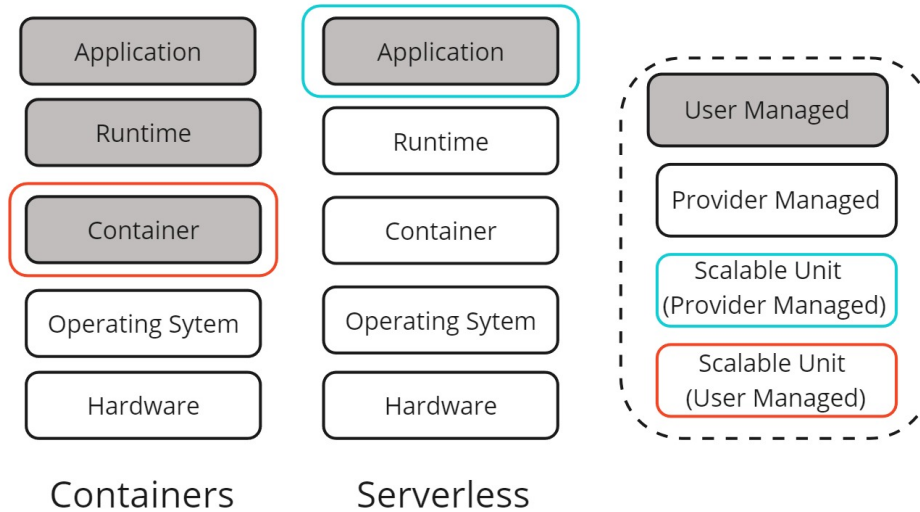 Application
Runtime
Container
Operating Sytem
Hardware
Containers
Application
Runtime
Container
Operating Sytem
Hardware
Serverless
User Managed
Provider Managed
Scalable Unit
(Provider Managed)
Scalable Unit
(User Managed)